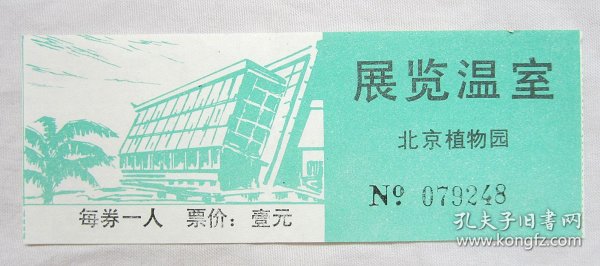 展览温室
北京植物园
Nº 079248
每券一人 票价：壹元
孔夫子旧书网
www.kongfz.com